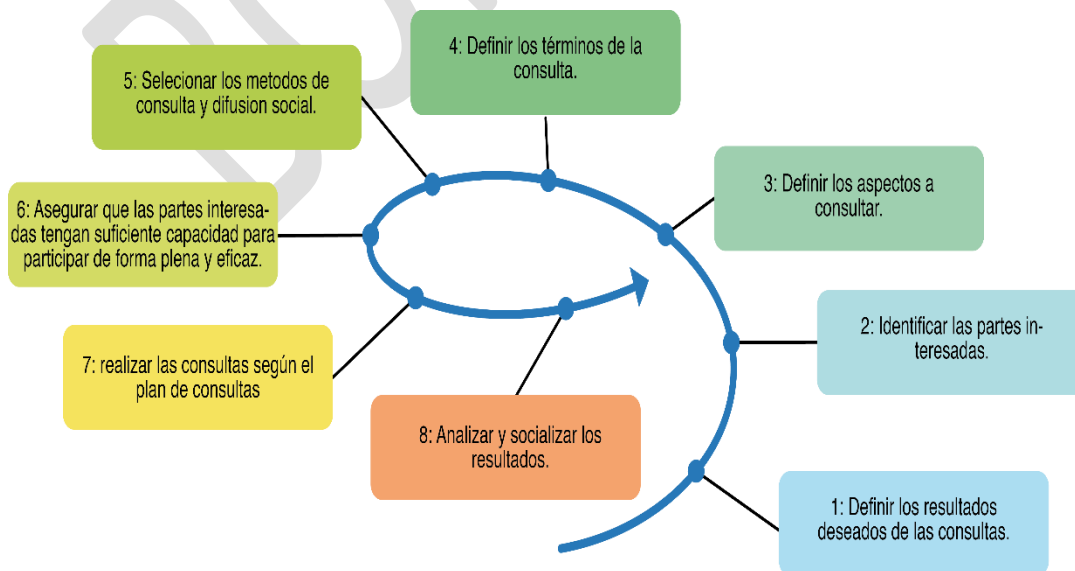 4: Definir los términos de la
consulta.
5: Selecionar los metodos de
consulta y difusion social.
3: Definir los aspectos a
consultar.
6: Asegurar que las partes interesa-
das tengan suficiente capacidad para
participar de forma plena y eficaz.
2: Identificar las partes in-
teresadas.
7: realizar las consultas según el
plan de consultas
8: Analizar y socializar los
resultados.
1: Definir los resultados
deseados de las consultas.